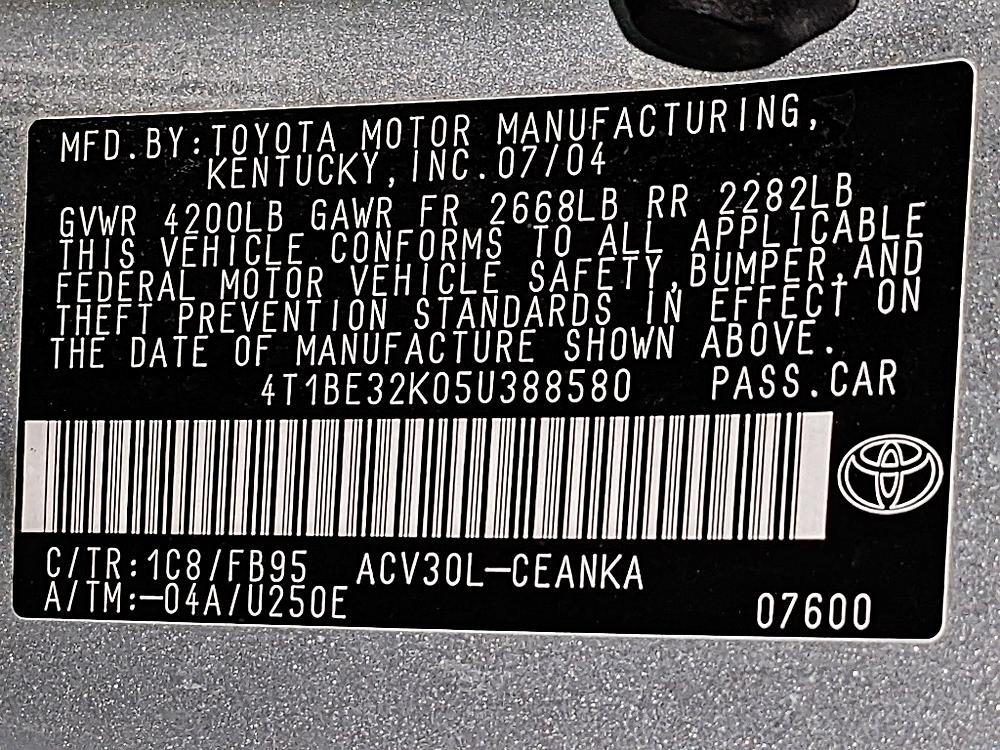 MFD.BY:TOYOTA MOTOR MANUFACTURING,
KENTUCKY,INC.07/04
GVWR 4200LB GAWR FR 2668LB RR 2282LB
THIS VEHICLE CONFORMS TO ALL APPLICABLE
FEDERAL MOTOR VEHICLE SAFETY,BUMPER,AND
THEFT PREVENTION STANDARDS IN EFFECT ON
THE DATE OF MANUFACTURE SHOWN ABOVE.
4T1BE32K05U388580 PASS.CAR
C/TR:1C8/FB95 ACV30L-CEANKA
A/TM:-04A/U250E
07600